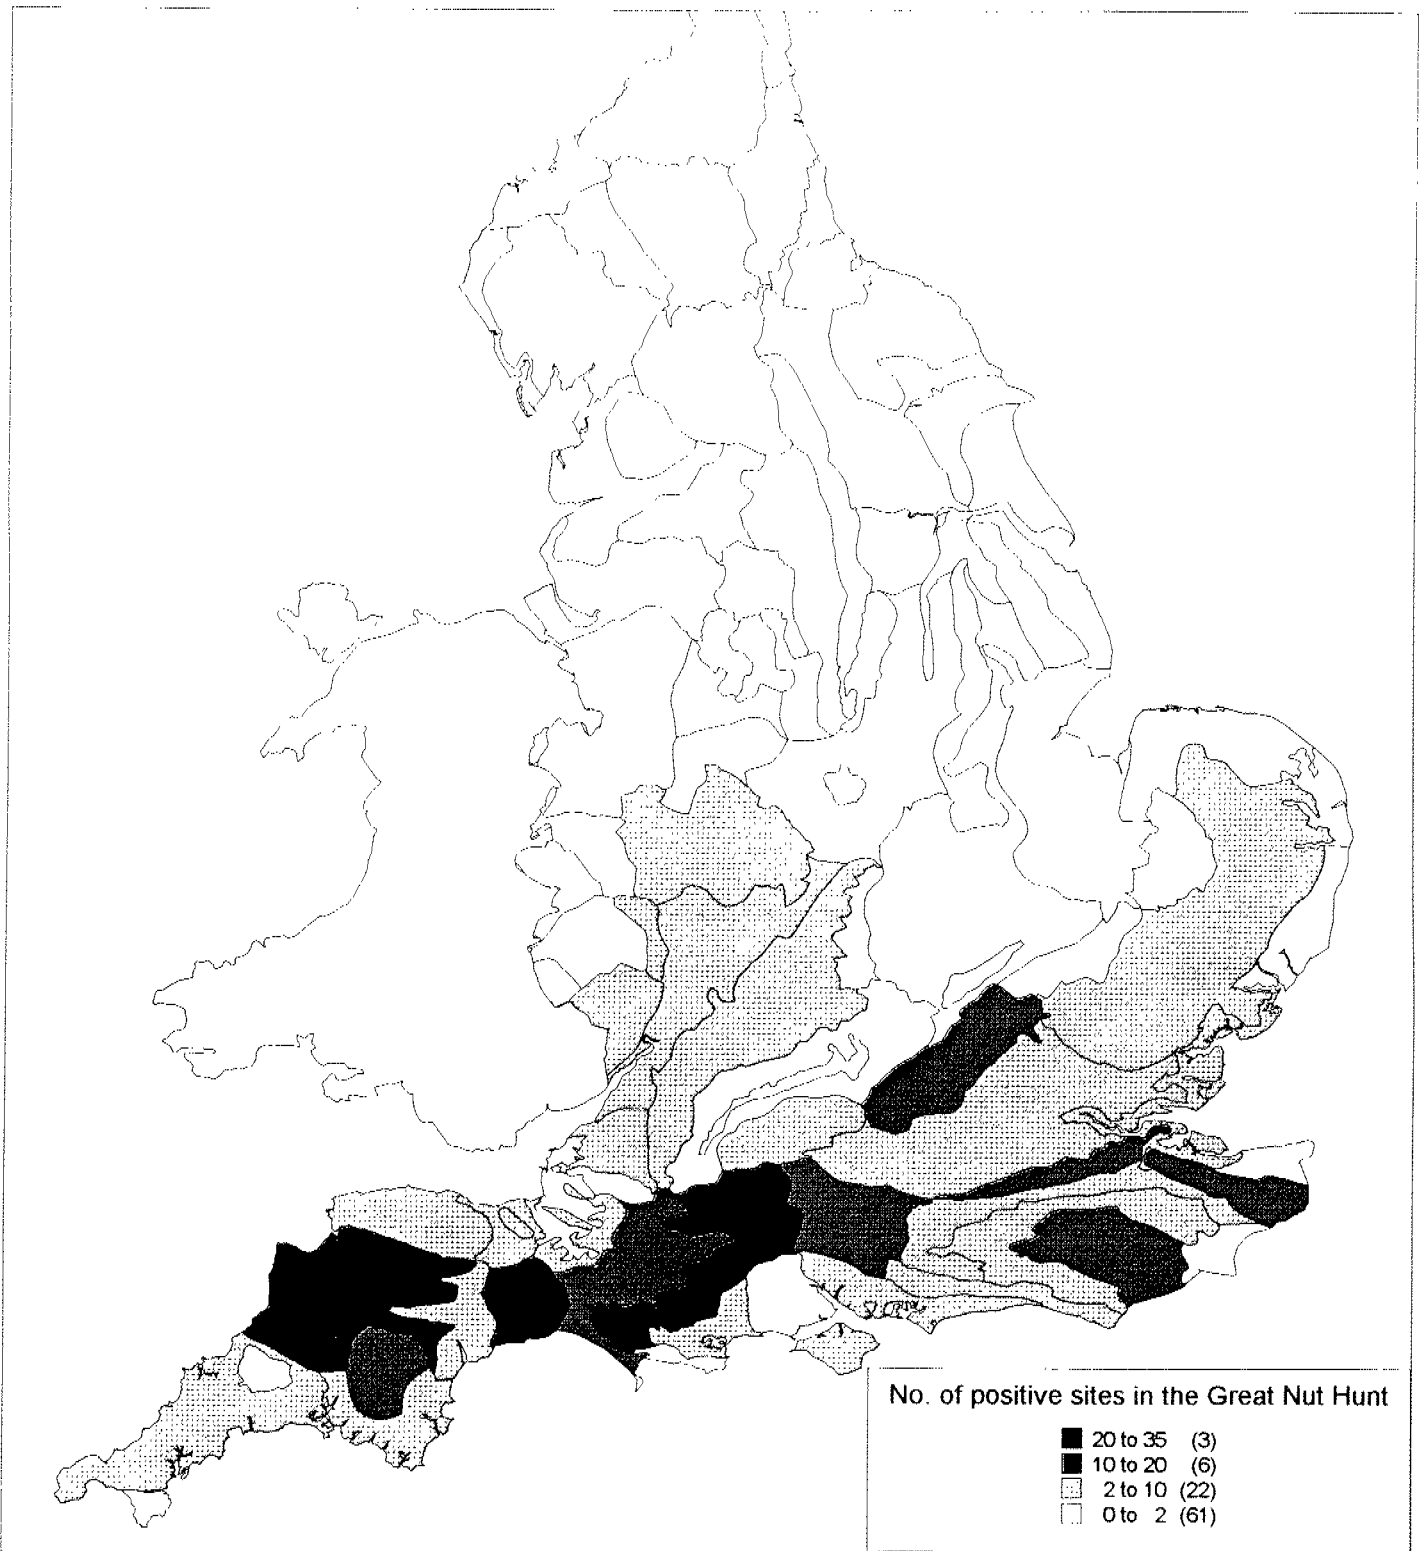 No. of positive sites in the Great Nut Hunt
20 to 35 (3)
10 to 20 (6)
2 to 10 (22)
0 to 2 (61)